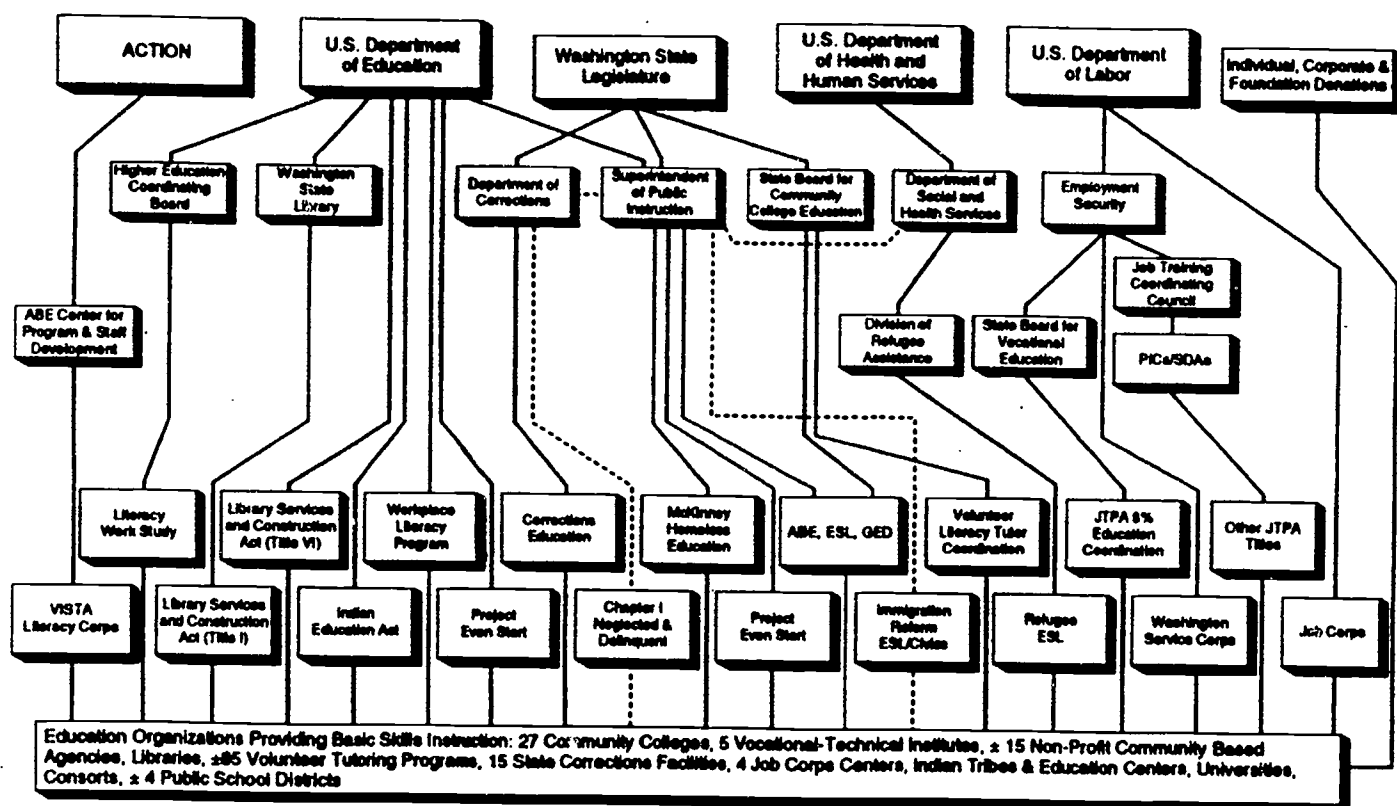 ACTION
U.S. Department
of Education
Washington State
Legislature
U.S. Department
of Health and
Human Services
U.S. Department
of Labor
Individual, Corporate &
Foundation Donations
Higher Education
Coordinating
Board
Washington
State
Library
Department of
Corrections
Superintendent
of Public
Instruction
State Board for
Community
College Education
Department of
Social and
Health Services
Employment
Security
Job Training
Coordinating
Council
ABE Center for
Program & Staff
Development
Division of
Refugee
Assistance
State Board for
Vocational
Education
PICs/SDAs
Literacy
Work Study
Library Services
and Construction
Act (Title VI)
Workplace
Literacy
Program
Corrections
Education
McKinney
Homeless
Education
ABE, ESL, GED
Volunteer
Literacy Tutor
Coordination
JTPA 8%
Education
Coordination
Other JTPA
Titles
VISTA
Literacy Corps
Library Services
and Construction
Act (Title I)
Indian
Education Act
Project
Even Start
Chapter I
Neglected &
Delinquent
Project
Even Start
Immigration
Reform
ESL/Civics
Refugee
ESL
Washington
Service Corps
Job Corps
Education Organizations Providing Basic Skills Instruction: 27 Community Colleges, 5 Vocational-Technical Institutes, ± 15 Non-Profit Community Based
Agencies, Libraries, ±85 Volunteer Tutoring Programs, 15 State Corrections Facilities, 4 Job Corps Centers, Indian Tribes & Education Centers, Universities,
Consorts, ± 4 Public School Districts